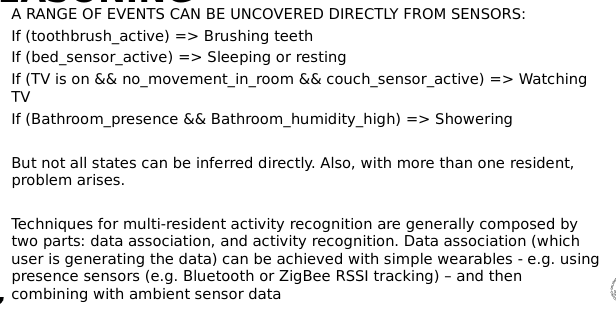 A RANGE OF EVENTS CAN BE UNCOVERED DIRECTLY FROM SENSORS:
If (toothbrush_active) => Brushing teeth
If (bed_sensor_active) => Sleeping or resting
If (TV is on && no_movement_in_room && couch_sensor_active) => Watching
TV
If (Bathroom_presence && Bathroom_humidity_high) => Showering
But not all states can be inferred directly. Also, with more than one resident,
problem arises.
Techniques for multi-resident activity recognition are generally composed by
two parts: data association, and activity recognition. Data association (which
user is generating the data) can be achieved with simple wearables - e.g. using
presence sensors (e.g. Bluetooth or ZigBee RSSI tracking) – and then
combining with ambient sensor data